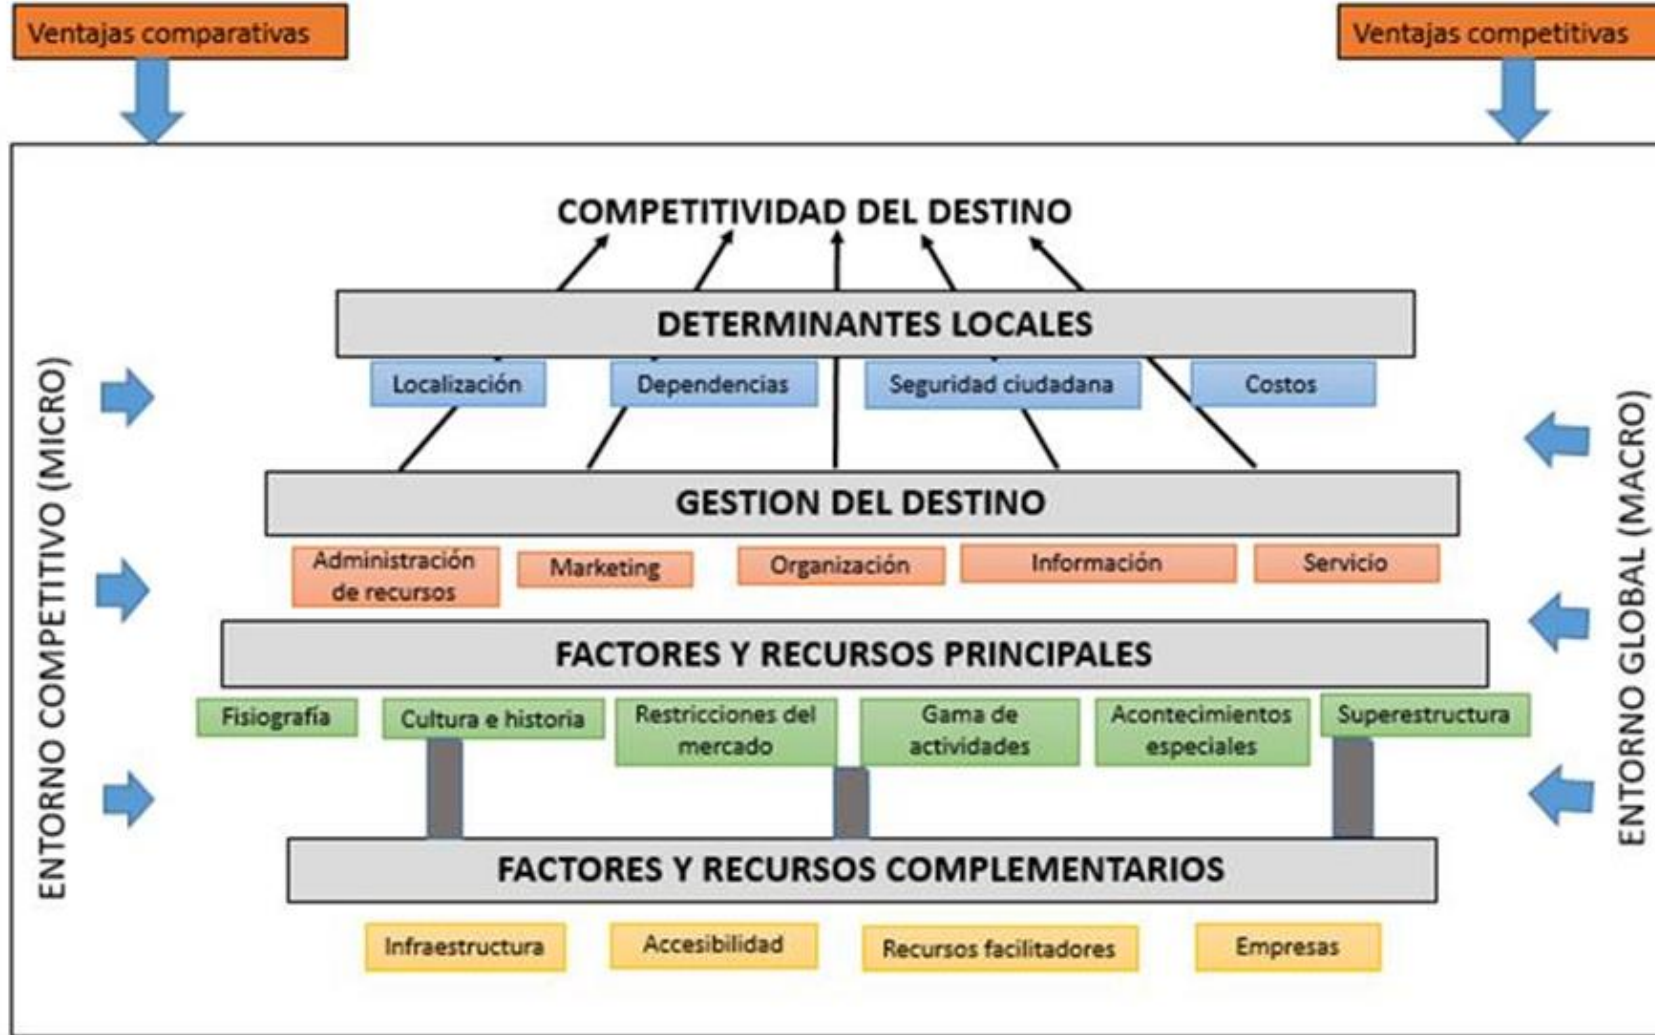 Ventajas comparativas
Ventajas competitivas
COMPETITIVIDAD DEL DESTINO
DETERMINANTES LOCALES
Localización
Dependencias
Seguridad ciudadana
Costos
GESTION DEL DESTINO
Administración
de recursos
Marketing
Organización
Información
Servicio
FACTORES Y RECURSOS PRINCIPALES
Fisiografía
Cultura e historia
Restricciones del
mercado
Gama de
actividades
Acontecimientos
especiales
Superestructura
FACTORES Y RECURSOS COMPLEMENTARIOS
Infraestructura
Accesibilidad
Recursos facilitadores
Empresas
ENTORNO COMPETITIVO (MICRO)
ENTORNO GLOBAL (MACRO)